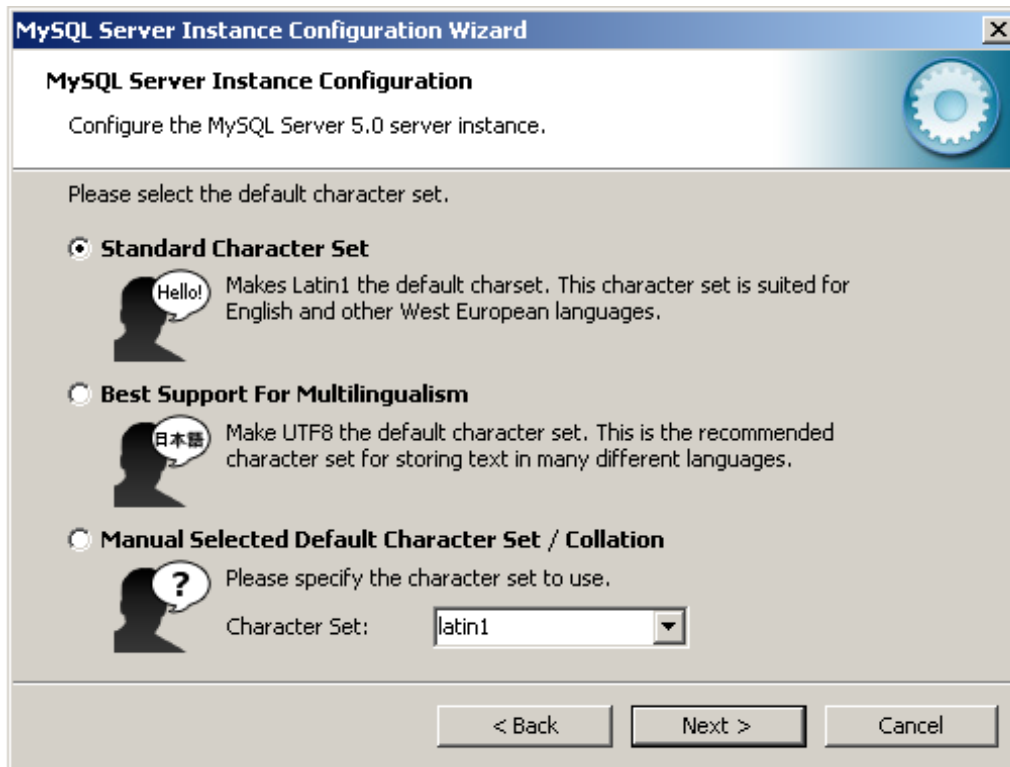 MySQL Server Instance Configuration Wizard
MySQL Server Instance Configuration
Configure the MySQL Server 5.0 server instance.
Please select the default character set.
Standard Character Set
Hello!
Makes Latin1 the default charset. This character set is suited for
English and other West European languages.
Best Support For Multilingualism
日本語
Make UTF8 the default character set. This is the recommended
character set for storing text in many different languages.
Manual Selected Default Character Set / Collation
?
Please specify the character set to use.
Character Set: latin1
< Back Next > Cancel